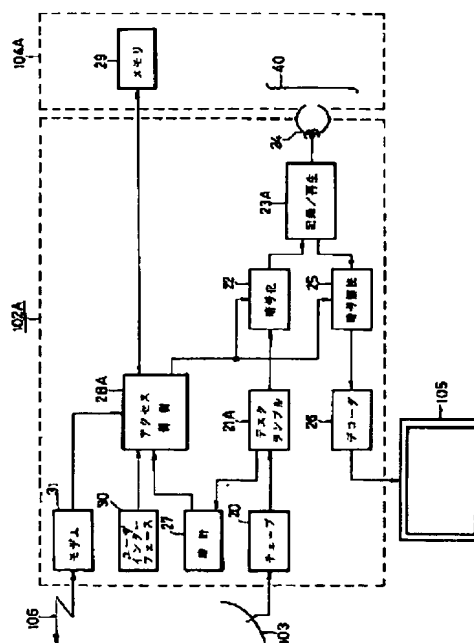 104A
29
メモリ
40
24
102A
23A
記録/再生
22
暗号化
25
暗号解読
28A
アクセス
制御
21A
デスク
ランブル
26
デコーダ
105
31
モデム
30
ユーザ
インター
フェース
27
時計
20
チューナ
106
103